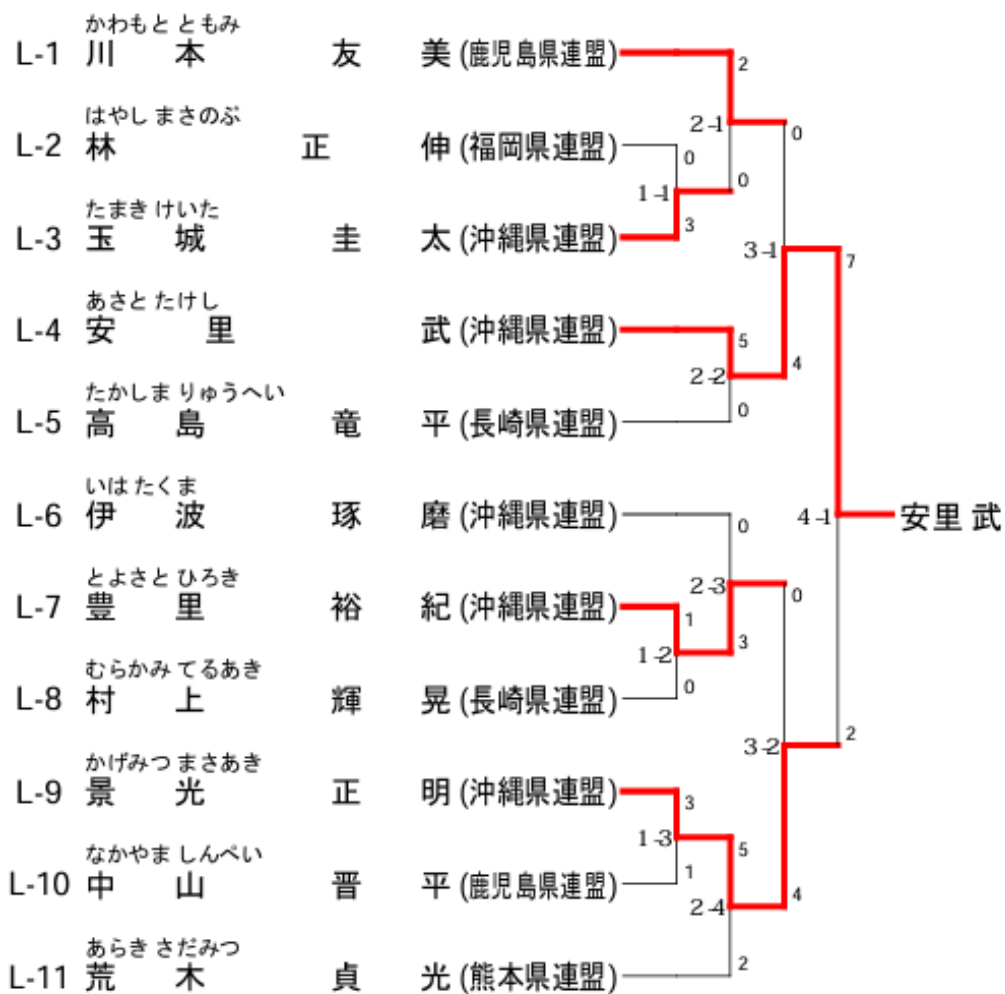 かわもと ともみ
L-1 川 本 友 美 (鹿児島県連盟)
2
はやし まさのぶ
2-1
0
L-2 林 正 伸 (福岡県連盟)
0
0
1-1
たまき けいた
3
L-3 玉 城 圭 太 (沖縄県連盟)
3-1
7
あさと たけし
L-4 安 里 武 (沖縄県連盟)
5
4
2-2
たかしま りゅうへい
0
L-5 高 島 竜 平 (長崎県連盟)
いは たくま
L-6 伊 波 琢 磨 (沖縄県連盟)
0
4-1
安里 武
とよさと ひろき
2-3
0
L-7 豊 里 裕 紀 (沖縄県連盟)
1
3
1-2
むらかみ てるあき
0
L-8 村 上 輝 晃 (長崎県連盟)
2
3-2
かげみつ まさあき
L-9 景 光 正 明 (沖縄県連盟)
3
1-3
5
なかやま しんぺい
1
L-10 中 山 晋 平 (鹿児島県連盟)
4
2-4
あらき さだみつ
2
L-11 荒 木 貞 光 (熊本県連盟)